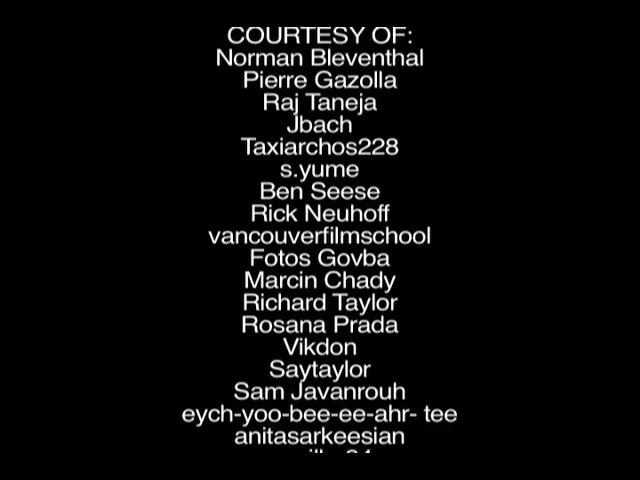 COURTESY OF:
Norman Bleventhal
Pierre Gazolla
Raj Taneja
Jbach
Taxiarchos228
s.yume
Ben Seese
Rick Neuhoff
vancouverfilmschool
Fotos Govba
Marcin Chady
Richard Taylor
Rosana Prada
Vikdon
Saytaylor
Sam Javanrouh
eych-yoo-bee-ee-ahr- tee
anitasarkeesian